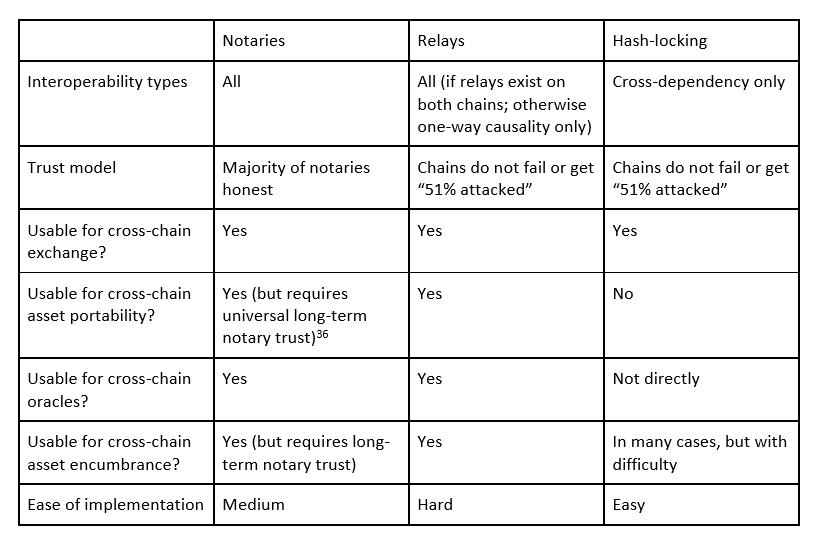 Notaries
Relays
Hash-locking
Interoperability types
All
All (if relays exist on
both chains; otherwise
one-way causality only)
Cross-dependency only
Trust model
Majority of notaries
honest
Chains do not fail or get
“51% attacked”
Chains do not fail or get
“51% attacked”
Usable for cross-chain
exchange?
Yes
Yes
Yes
Usable for cross-chain
asset portability?
Yes (but requires
universal long-term
notary trust)³⁶
Yes
No
Usable for cross-chain
oracles?
Yes
Yes
Not directly
Usable for cross-chain
asset encumbrance?
Yes (but requires long-
term notary trust)
Yes
In many cases, but with
difficulty
Ease of implementation
Medium
Hard
Easy